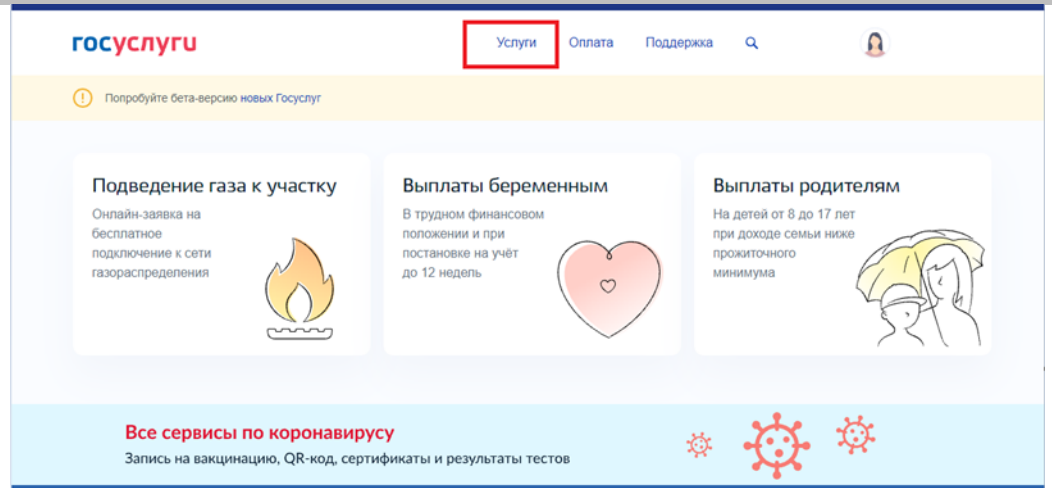 госуслуги
Услуги Оплата Поддержка
Попробуйте бета-версию новых Госуслуг
Подведение газа к участку
Онлайн-заявка на
бесплатное
подключение к сети
газораспределения
Выплаты беременным
В трудном финансовом
положении и при
постановке на учёт
до 12 недель
Выплаты родителям
На детей от 8 до 17 лет
при доходе семьи ниже
прожиточного
минимума
Все сервисы по коронавирусу
Запись на вакцинацию, QR-код, сертификаты и результаты тестов